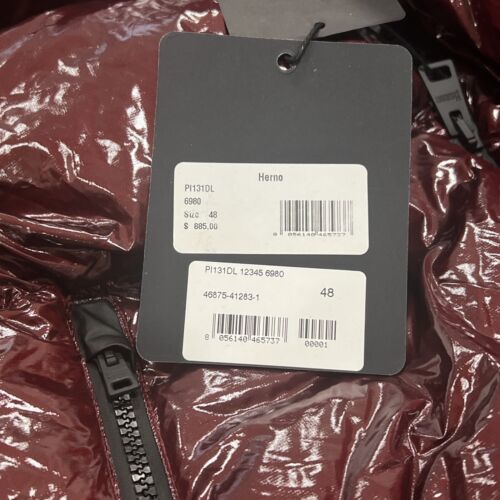 Herno
PI131DL
6980
Size 48
$ 885.00
8 056140 465737
PI131DL 12345 6980
46875-41283-1
48
8 056140 465737
00001